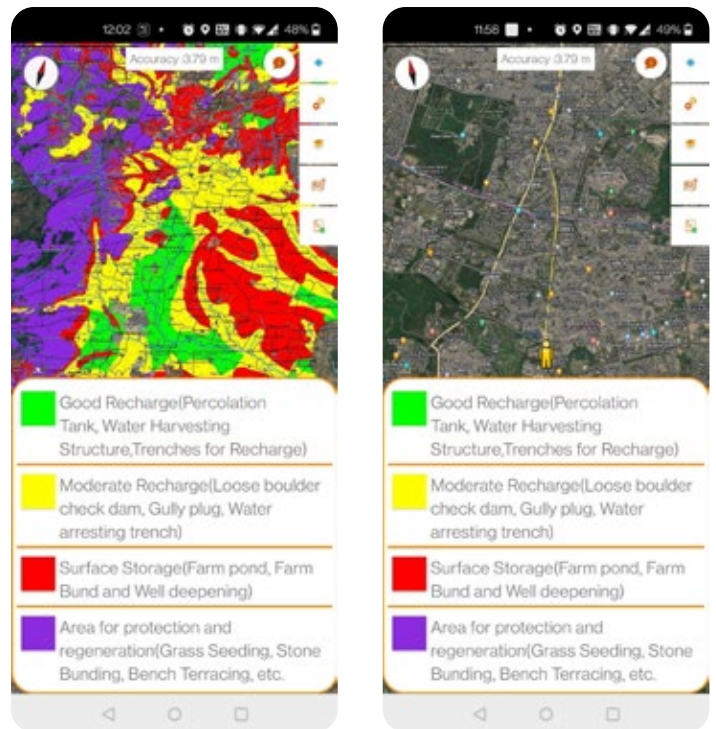 12:02
48%
Accuracy :3.79 m
Good Recharge(Percolation
Tank, Water Harvesting
Structure,Trenches for Recharge)
Moderate Recharge(Loose boulder
check dam, Gully plug, Water
arresting trench)
Surface Storage(Farm pond, Farm
Bund and Well deepening)
Area for protection and
regeneration(Grass Seeding, Stone
Bunding, Bench Terracing, etc.
11:58
49%
Accuracy :3.79 m
Good Recharge(Percolation
Tank, Water Harvesting
Structure,Trenches for Recharge)
Moderate Recharge(Loose boulder
check dam, Gully plug, Water
arresting trench)
Surface Storage(Farm pond, Farm
Bund and Well deepening)
Area for protection and
regeneration(Grass Seeding, Stone
Bunding, Bench Terracing, etc.